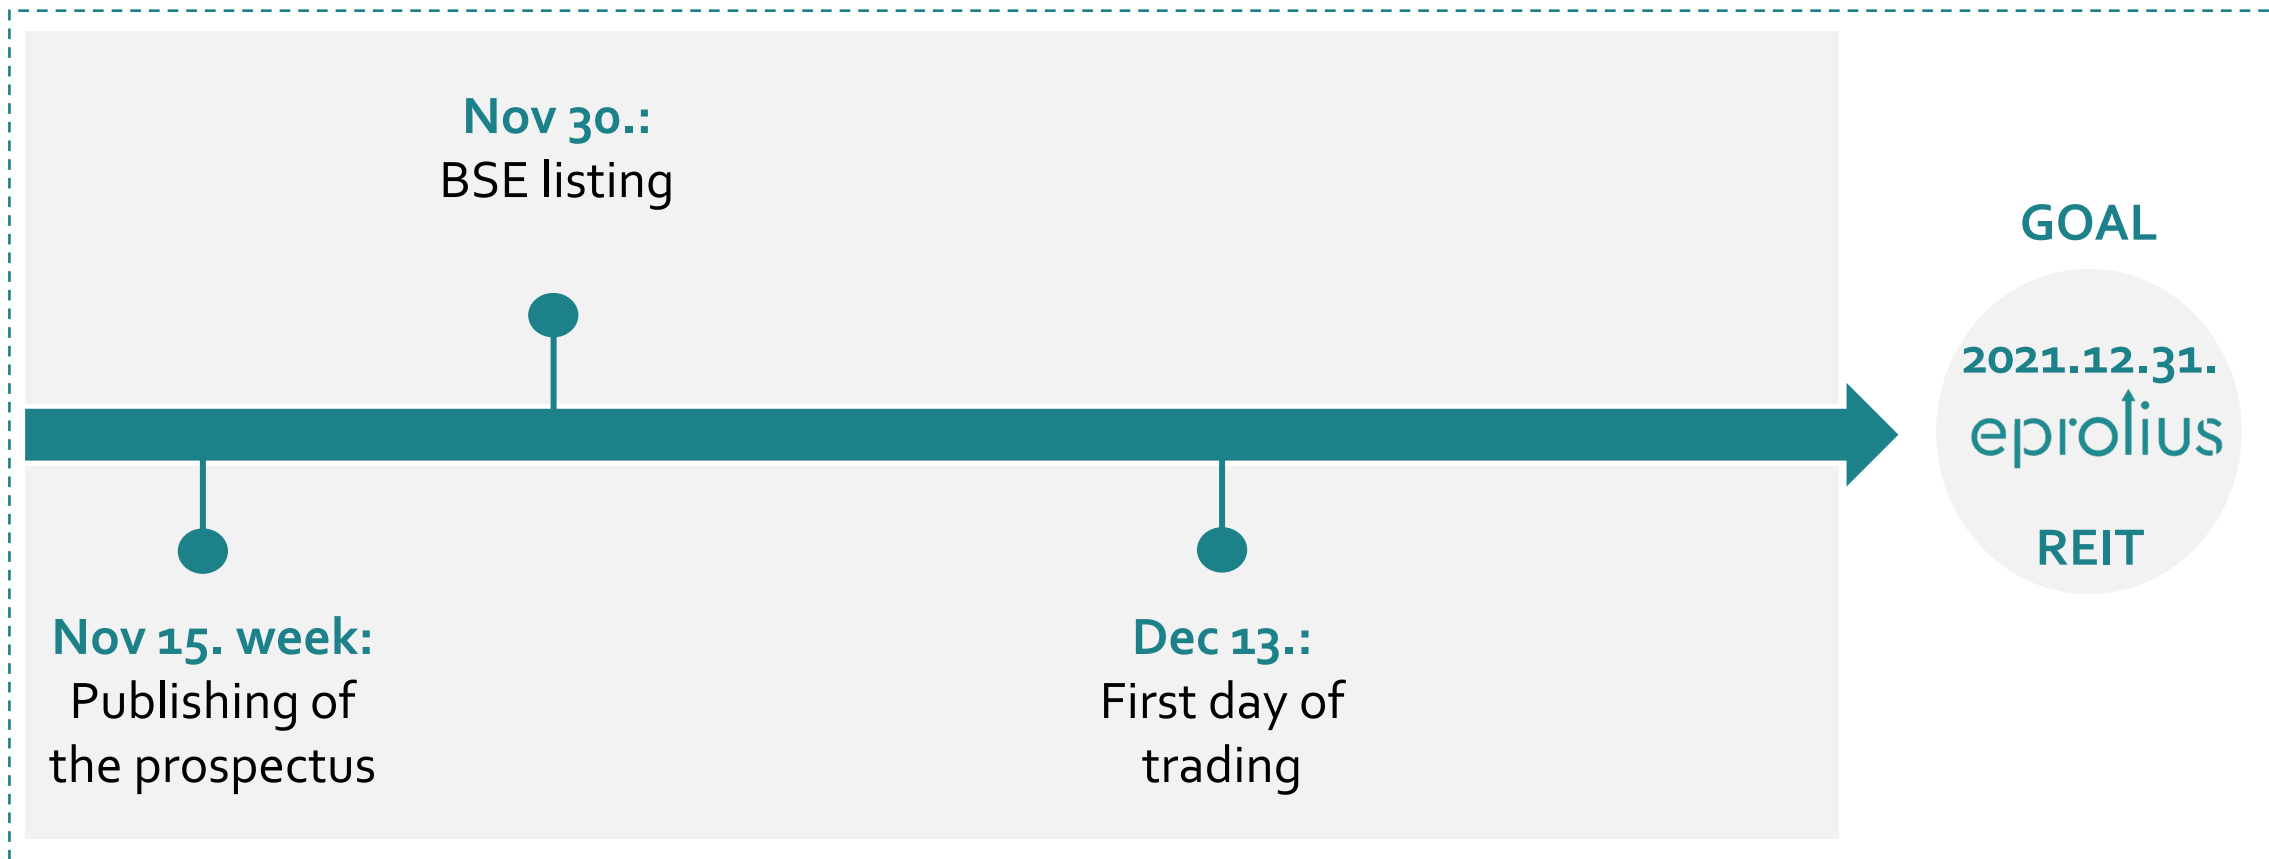 Nov 30.:
BSE listing
Nov 15. week:
Publishing of
the prospectus
Dec 13.:
First day of
trading
GOAL
2021.12.31.
eprolius
REIT